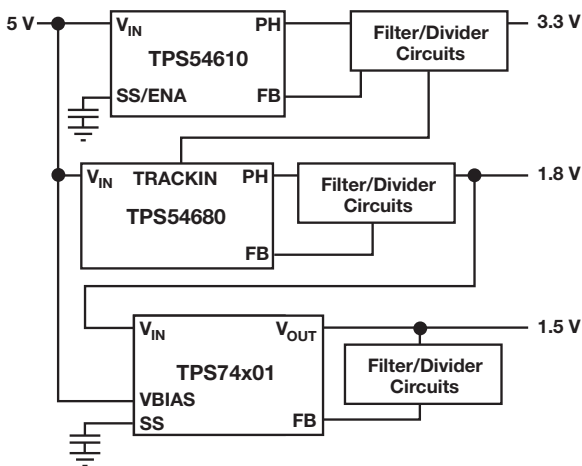 5 V
V_IN
PH
TPS54610
SS/ENA
FB
Filter/Divider
Circuits
3.3 V
V_IN
TRACKIN
PH
TPS54680
FB
Filter/Divider
Circuits
1.8 V
V_IN
V_OUT
TPS74x01
VBIAS
SS
FB
Filter/Divider
Circuits
1.5 V